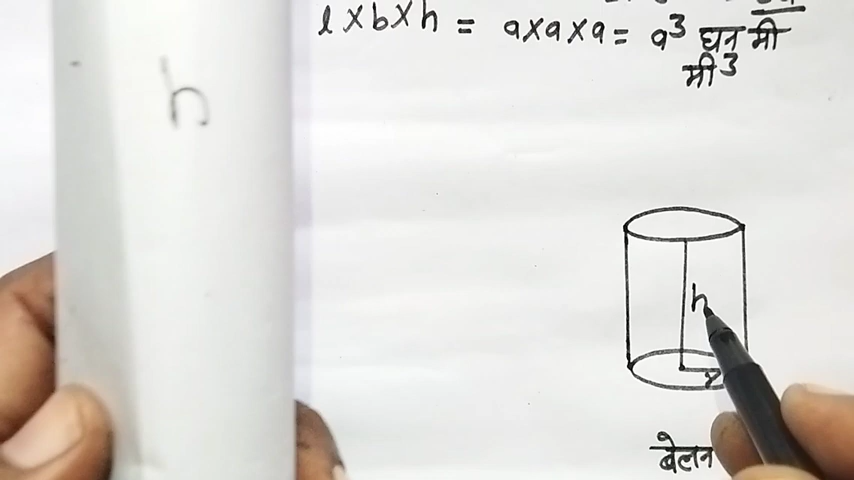 l×b×h = a×a×a = a³ घन मी
मी³
h
h
r
बेलन